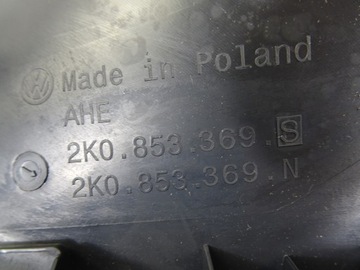 Made in Poland
AHE
2K0.853.369.S
2K0.853.369.N